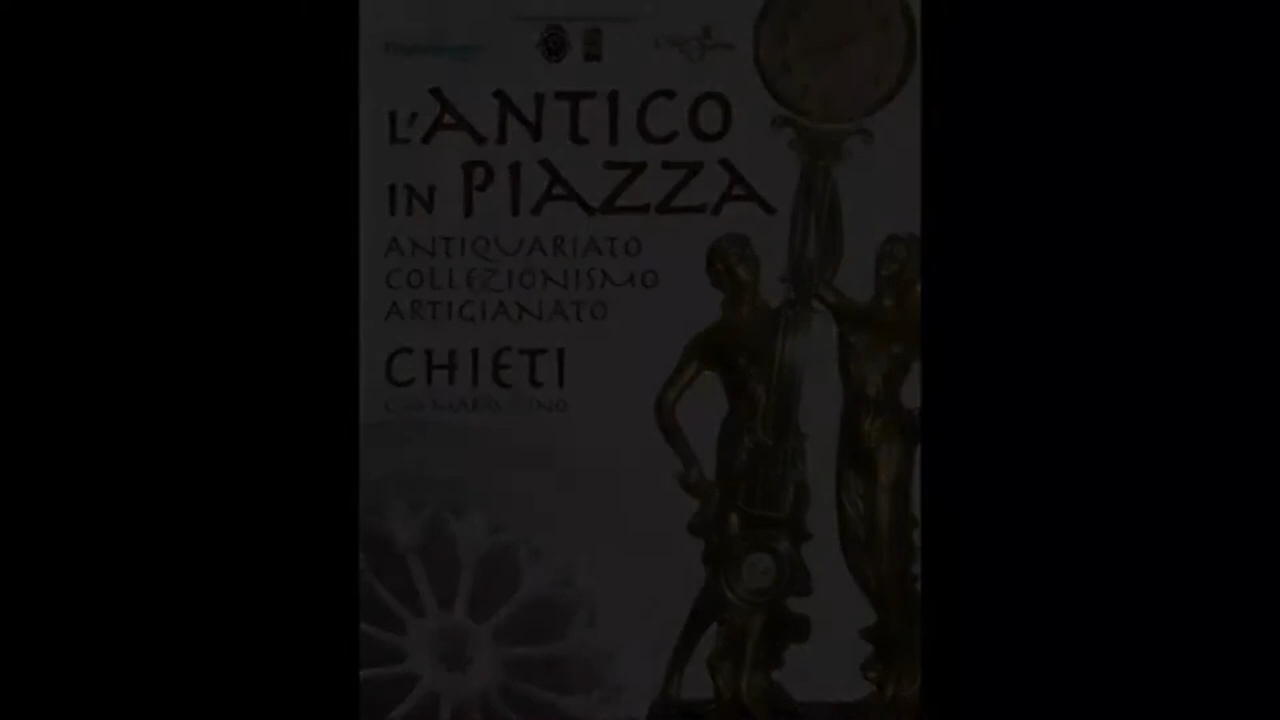 L'ANTICO
IN PIAZZA
ANTIQUARIATO
COLLEZIONISMO
ARTIGIANATO
CHIETI